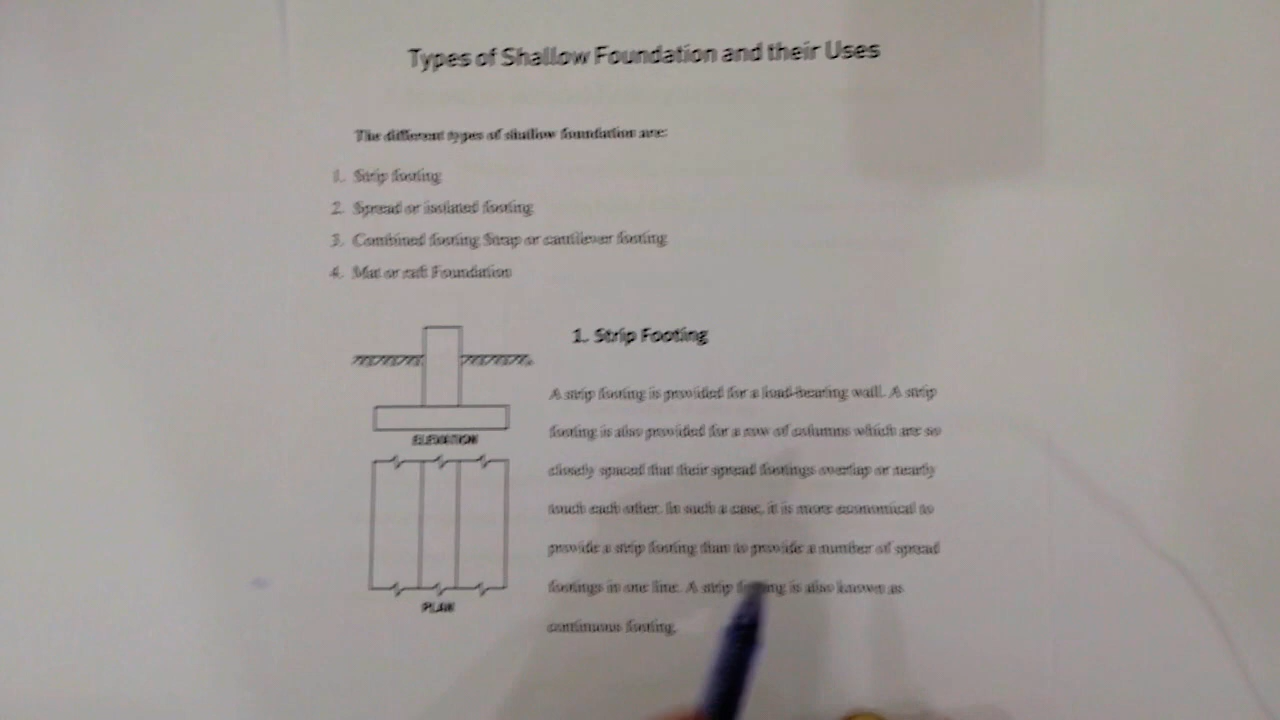 Types of Shallow Foundation and their Uses
The different types of shallow foundation are:
1. Strip footing
2. Spread or isolated footing
3. Combined footing Strap or cantilever footing
4. Mat or raft Foundation
1. Strip Footing
A strip footing is provided for a load-bearing wall. A strip
footing is also provided for a row of columns which are so
closely spaced that their spread footings overlap or nearly
touch each other. In such a case, it is more economical to
provide a strip footing than to provide a number of spread
footings in one line. A strip footing is also known as
continuous footing.
ELEVATION
PLAN